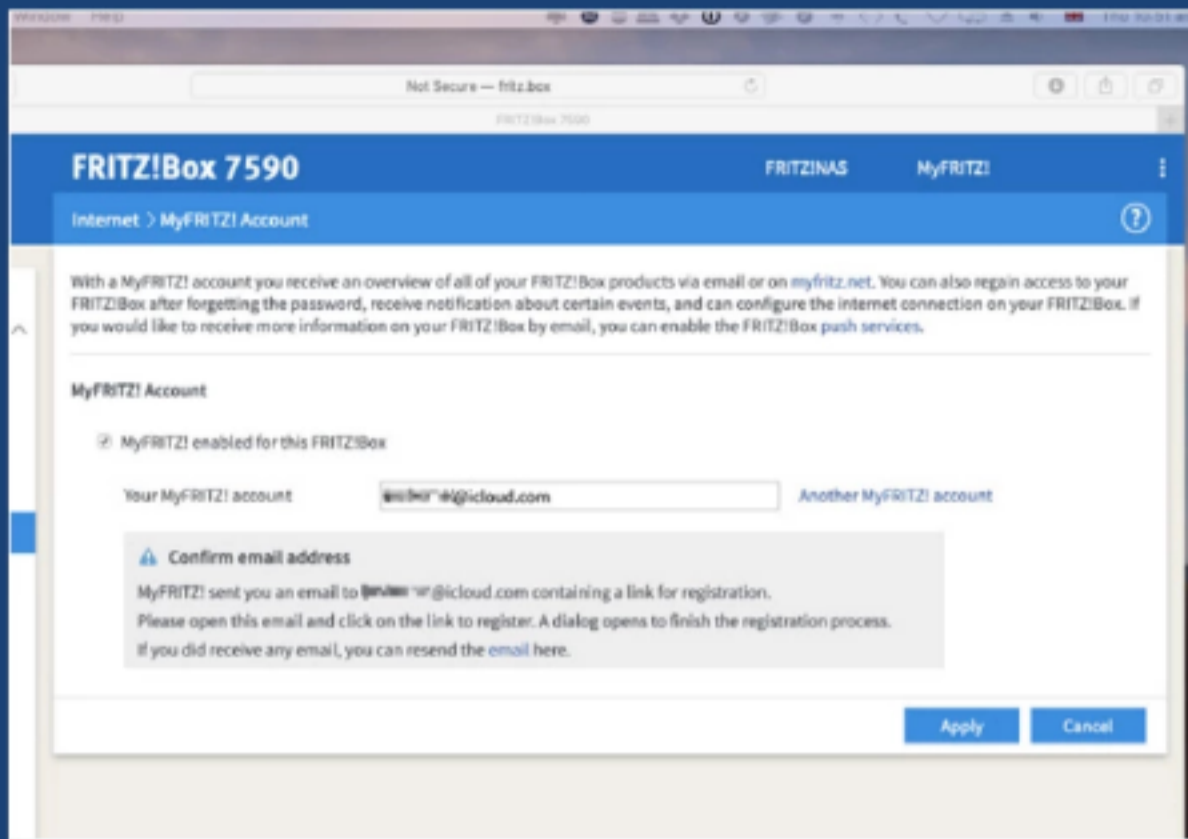 Window Help
Not Secure — fritz.box
FRITZ!Box 7590
FRITZ!Box 7590 FRITZ!NAS MyFRITZ!
Internet > MyFRITZ! Account
With a MyFRITZ! account you receive an overview of all of your FRITZ!Box products via email or on myfritz.net. You can also regain access to your
FRITZ!Box after forgetting the password, receive notification about certain events, and can configure the internet connection on your FRITZ!Box. If
you would like to receive more information on your FRITZ!Box by email, you can enable the FRITZ!Box push services.
MyFRITZ! Account
MyFRITZ! enabled for this FRITZ!Box
Your MyFRITZ! account @icloud.com Another MyFRITZ! account
Confirm email address
MyFRITZ! sent you an email to @icloud.com containing a link for registration.
Please open this email and click on the link to register. A dialog opens to finish the registration process.
If you did receive any email, you can resend the email here.
Apply Cancel